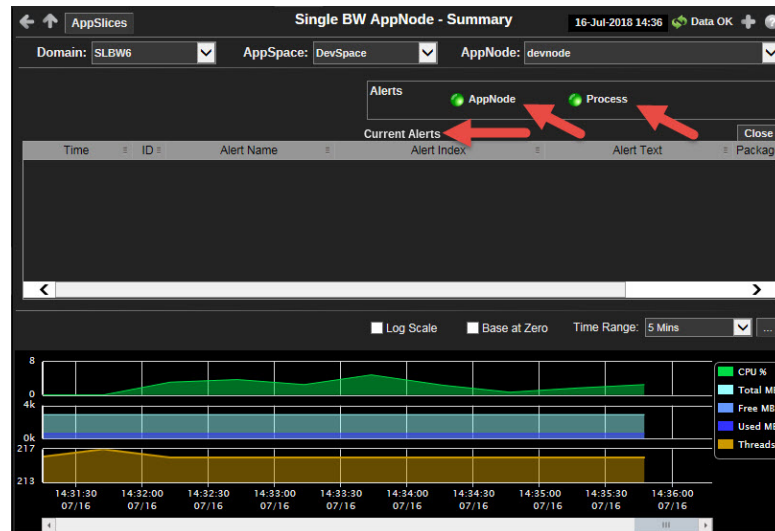 AppSlices Single BW AppNode - Summary 16-Jul-2018 14:36 Data OK
Domain: SLBW6 AppSpace: DevSpace AppNode: devnode
Alerts
AppNode Process
Current Alerts Close
Time ID Alert Name Alert Index Alert Text Packag
Log Scale Base at Zero Time Range: 5 Mins ...
8
0
4k
0k
217
213
CPU %
Total MB
Free MB
Used MB
Threads
14:31:30 14:32:00 14:32:30 14:33:00 14:33:30 14:34:00 14:34:30 14:35:00 14:35:30 14:36:00
07/16 07/16 07/16 07/16 07/16 07/16 07/16 07/16 07/16 07/16